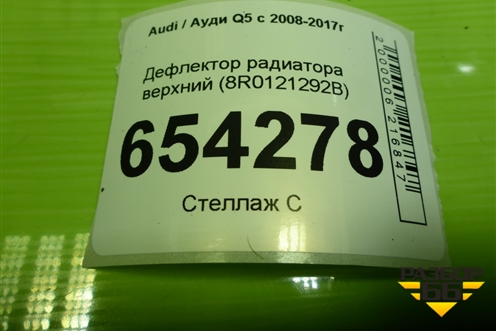 Audi / Ауди Q5 с 2008-2017г
Дефлектор радиатора
верхний (8R0121292B)
654278
Стеллаж С
2000006216847
РАЗБОР
66